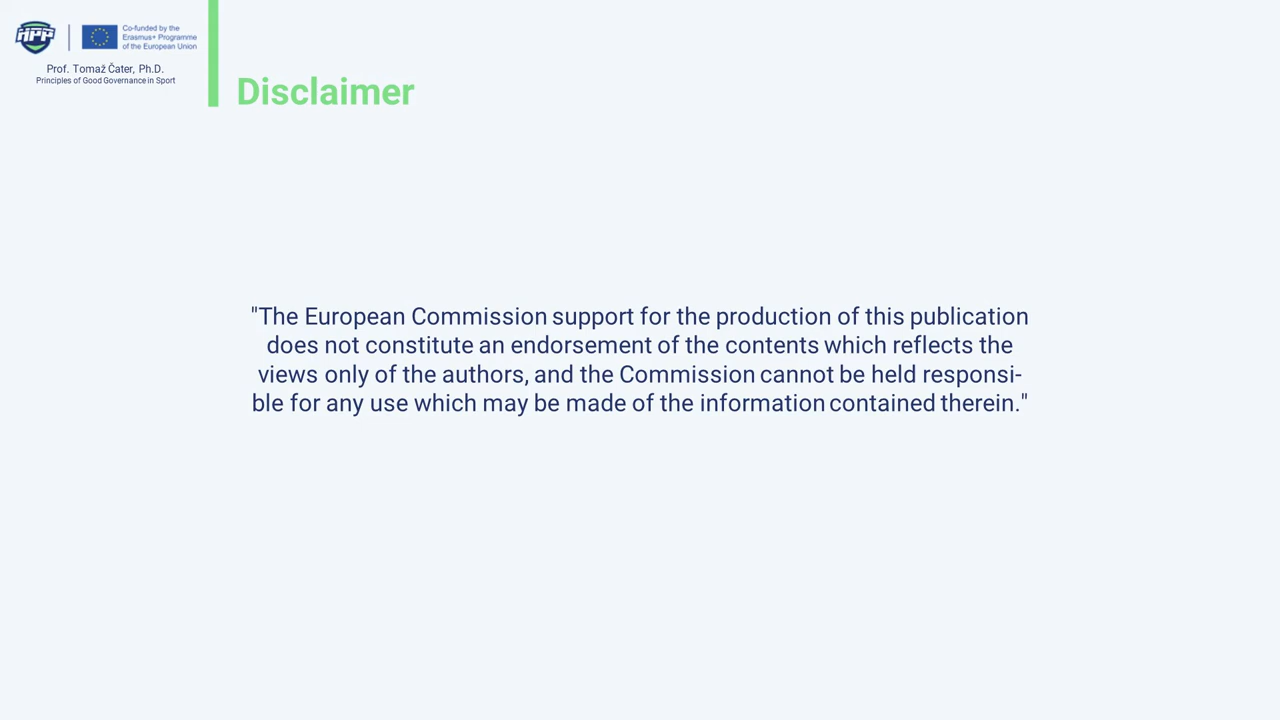 HPP
Co-funded by the
Erasmus+ Programme
of the European Union
Prof. Tomaž Čater, Ph.D.
Principles of Good Governance in Sport
Disclaimer
"The European Commission support for the production of this publication
does not constitute an endorsement of the contents which reflects the
views only of the authors, and the Commission cannot be held responsi-
ble for any use which may be made of the information contained therein."